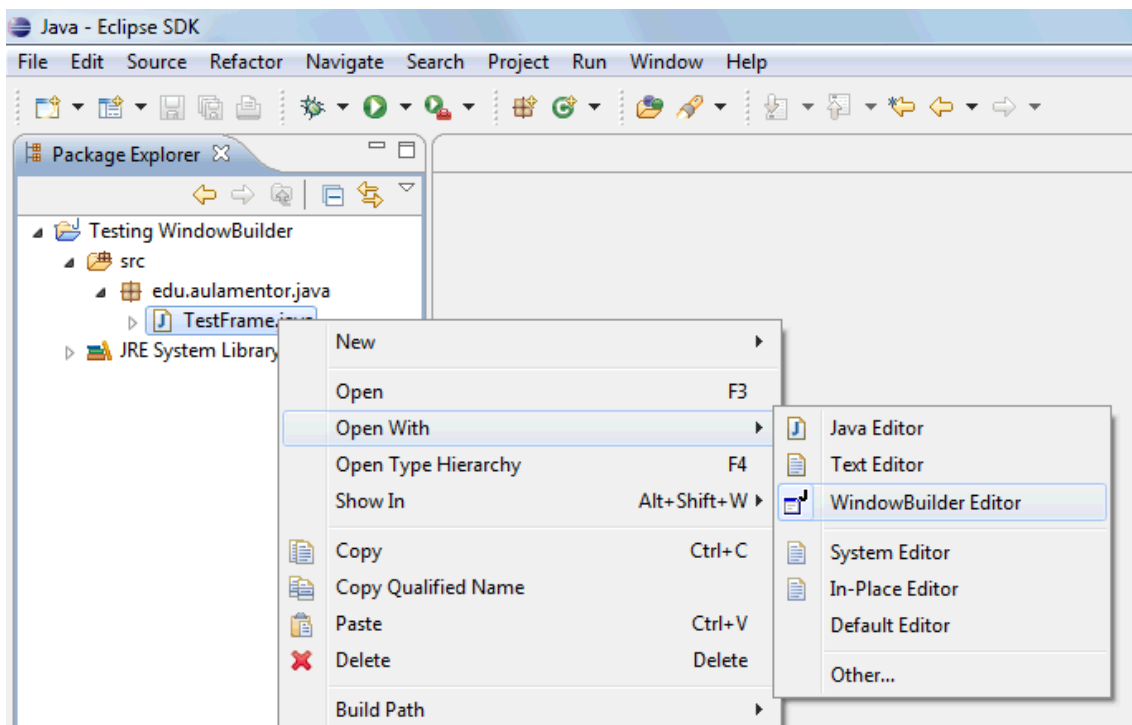 Java - Eclipse SDK
File Edit Source Refactor Navigate Search Project Run Window Help
Package Explorer
Testing WindowBuilder
src
edu.aulamentor.java
TestFrame.java
JRE System Library
New
Open F3
Open With
Open Type Hierarchy F4
Show In Alt+Shift+W
Copy Ctrl+C
Copy Qualified Name
Paste Ctrl+V
Delete Delete
Build Path
Java Editor
Text Editor
WindowBuilder Editor
System Editor
In-Place Editor
Default Editor
Other...